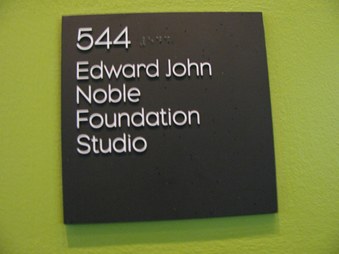 544
Edward John
Noble
Foundation
Studio